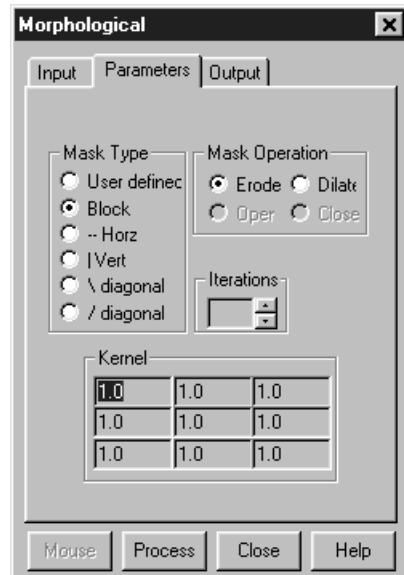 Morphological
Input Parameters Output
Mask Type
User definec
Block
-- Horz
| Vert
\ diagonal
/ diagonal
Mask Operation
Erode Dilate
Oper Close
Iterations
Kernel
1.0 1.0 1.0
1.0 1.0 1.0
1.0 1.0 1.0
Mouse Process Close Help